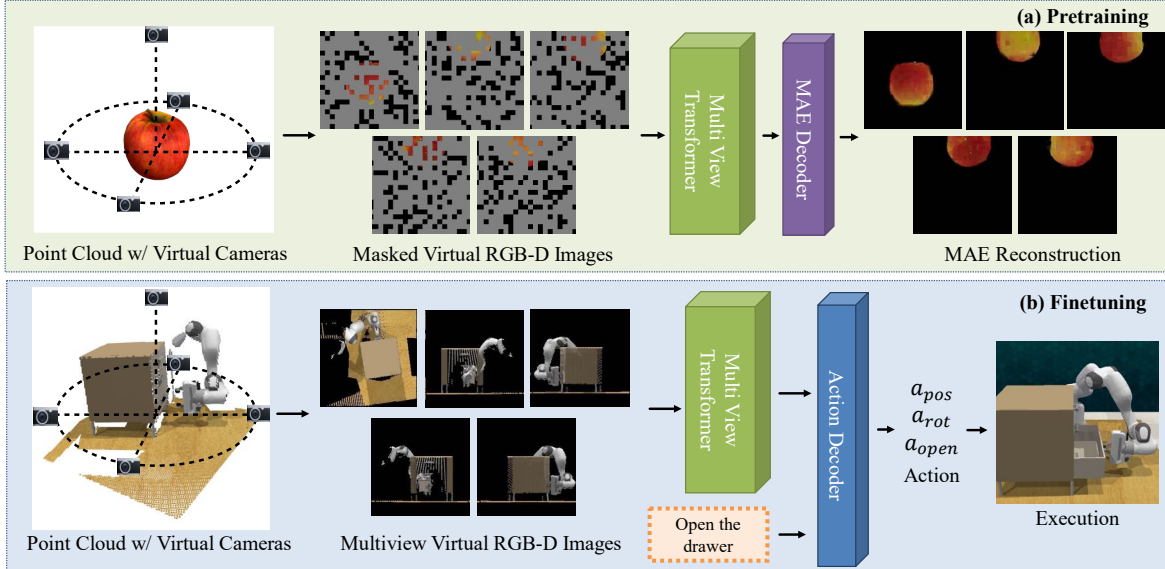 (a) Pretraining
Multi View
Transformer
MAE Decoder
Point Cloud w/ Virtual Cameras
Masked Virtual RGB-D Images
MAE Reconstruction
(b) Finetuning
Multi View
Transformer
Action Decoder
a_pos
a_rot
a_open
Action
Open the
drawer
Execution
Point Cloud w/ Virtual Cameras
Multiview Virtual RGB-D Images